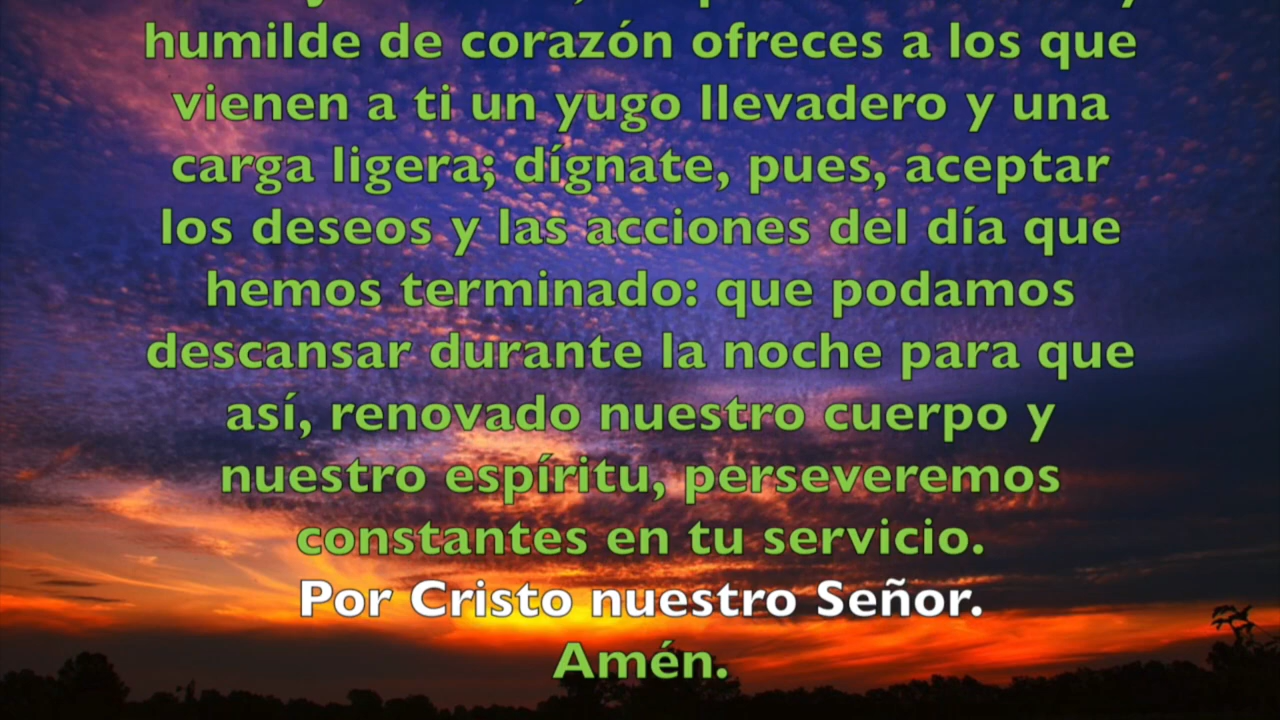 humilde de corazón ofreces a los que
vienen a ti un yugo llevadero y una
carga ligera; dígnate, pues, aceptar
los deseos y las acciones del día que
hemos terminado: que podamos
descansar durante la noche para que
así, renovado nuestro cuerpo y
nuestro espíritu, perseveremos
constantes en tu servicio.
Por Cristo nuestro Señor.
Amén.